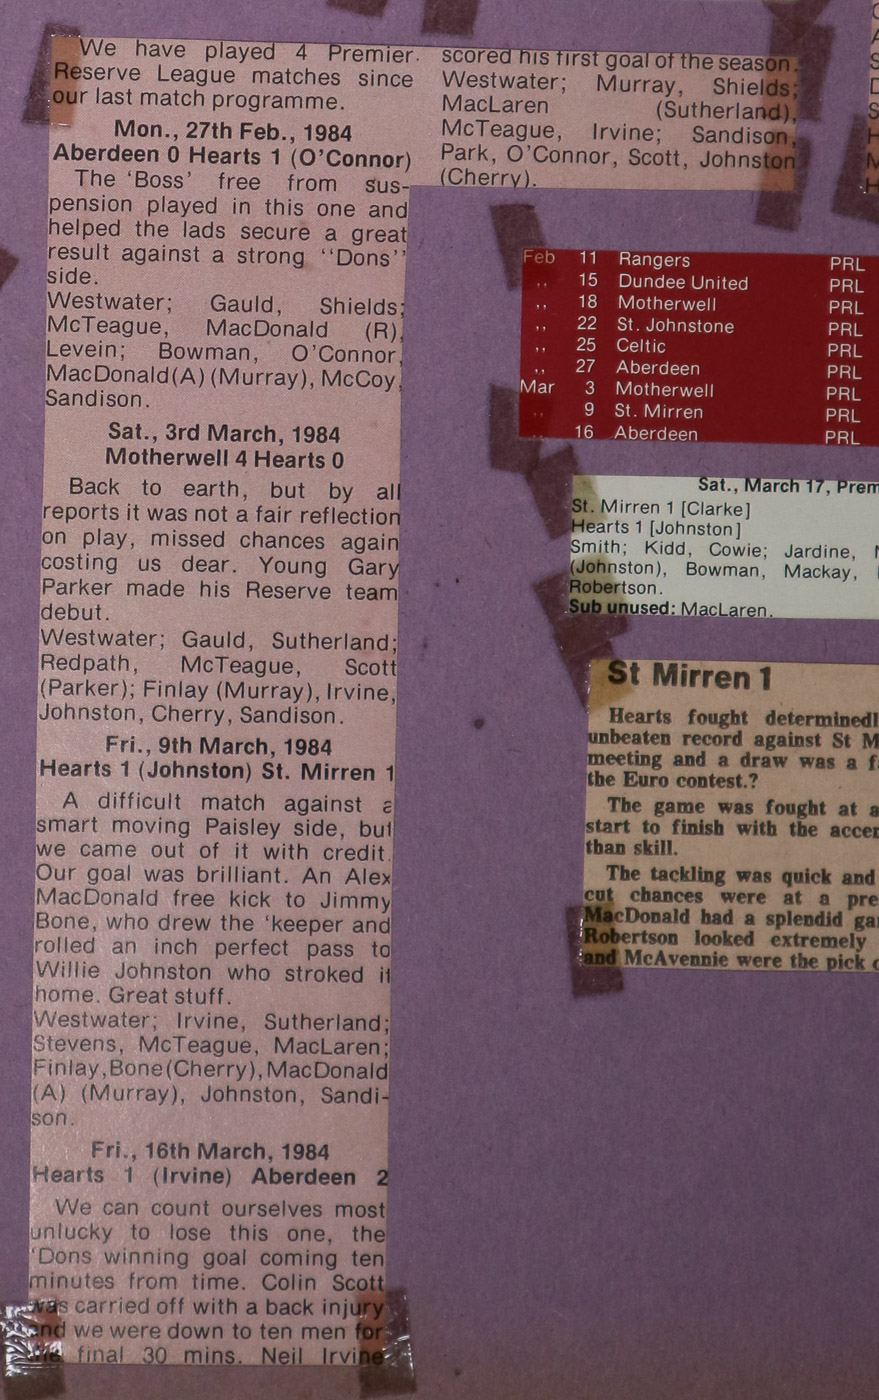 We have played 4 Premier
Reserve League matches since
our last match programme.
Mon., 27th Feb., 1984
Aberdeen 0 Hearts 1 (O'Connor)
The 'Boss' free from sus-
pension played in this one and
helped the lads secure a great
result against a strong "Dons"
side.
Westwater; Gauld, Shields;
McTeague, MacDonald (R),
Levein; Bowman, O'Connor,
MacDonald(A) (Murray), McCoy,
Sandison.
Sat., 3rd March, 1984
Motherwell 4 Hearts 0
Back to earth, but by all
reports it was not a fair reflection
on play, missed chances again
costing us dear. Young Gary
Parker made his Reserve team
debut.
Westwater; Gauld, Sutherland;
Redpath, McTeague, Scott
(Parker); Finlay (Murray), Irvine,
Johnston, Cherry, Sandison.
Fri., 9th March, 1984
Hearts 1 (Johnston) St. Mirren 1
A difficult match against a
smart moving Paisley side, but
we came out of it with credit.
Our goal was brilliant. An Alex
MacDonald free kick to Jimmy
Bone, who drew the 'keeper and
rolled an inch perfect pass to
Willie Johnston who stroked it
home. Great stuff.
Westwater; Irvine, Sutherland;
Stevens, McTeague, MacLaren;
Finlay, Bone (Cherry), MacDonald
(A) (Murray), Johnston, Sandi-
son.
Fri., 16th March, 1984
Hearts 1 (Irvine) Aberdeen 2
We can count ourselves most
unlucky to lose this one, the
'Dons winning goal coming ten
minutes from time. Colin Scott
was carried off with a back injury
and we were down to ten men for
the final 30 mins. Neil Irvine
scored his first goal of the season.
Westwater; Murray, Shields;
MacLaren (Sutherland),
McTeague, Irvine; Sandison,
Park, O'Connor, Scott, Johnston
(Cherry).
Feb 11 Rangers PRL
,, 15 Dundee United PRL
,, 18 Motherwell PRL
,, 22 St. Johnstone PRL
,, 25 Celtic PRL
,, 27 Aberdeen PRL
Mar 3 Motherwell PRL
,, 9 St. Mirren PRL
,, 16 Aberdeen PRL
Sat., March 17, Prem
St. Mirren 1 [Clarke]
Hearts 1 [Johnston]
Smith; Kidd, Cowie; Jardine,
(Johnston), Bowman, Mackay,
Robertson.
Sub unused: MacLaren.
St Mirren 1
Hearts fought determinedl
unbeaten record against St M
meeting and a draw was a f
the Euro contest.?
The game was fought at a
start to finish with the accen
than skill.
The tackling was quick and
cut chances were at a pre
MacDonald had a splendid ga
Robertson looked extremely
and McAvennie were the pick